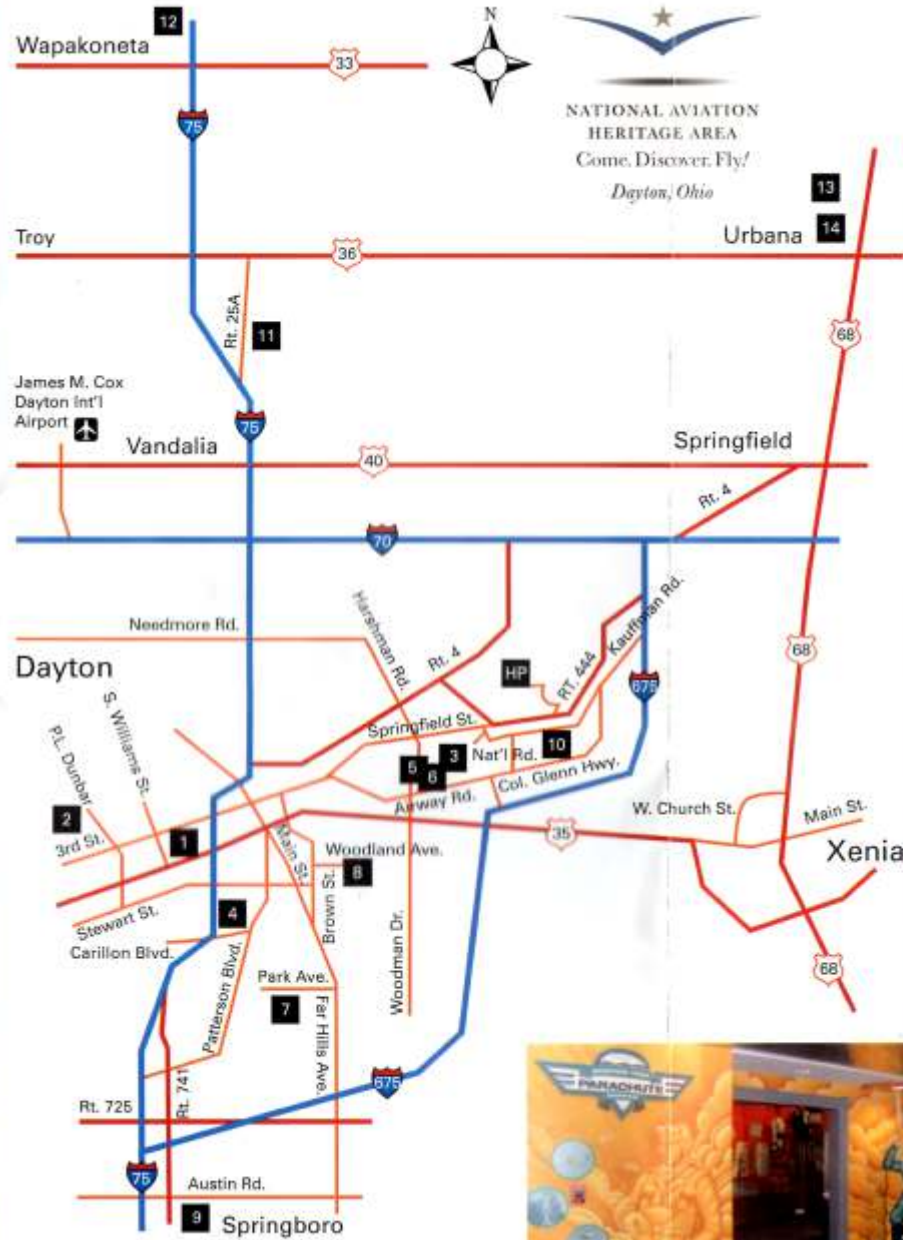 12
N
Wapakoneta
33
75
NATIONAL AVIATION
HERITAGE AREA
Come. Discover. Fly!
Dayton, Ohio
13
14
Troy
36
Urbana
Rt. 25A
11
68
James M. Cox
Dayton Int'l
Airport
75
Vandalia
40
Springfield
Rt. 4
70
Needmore Rd.
Harshman Rd.
Kauffman Rd.
Dayton
Rt. 4
HP
RT. 444
68
675
S. Williams St.
P.L. Dunbar
Springfield St.
3
Nat'l Rd.
10
5
6
Col. Glenn Hwy.
Airway Rd.
2
3rd St.
1
Main St.
35
W. Church St.
Main St.
Woodland Ave.
8
Xenia
Stewart St.
4
Brown St.
Carillon Blvd.
Patterson Blvd.
Woodman Dr.
Park Ave.
7
Far Hills Ave.
68
PARACHUTE
675
Rt. 725
Rt. 741
75
Austin Rd.
9
Springboro